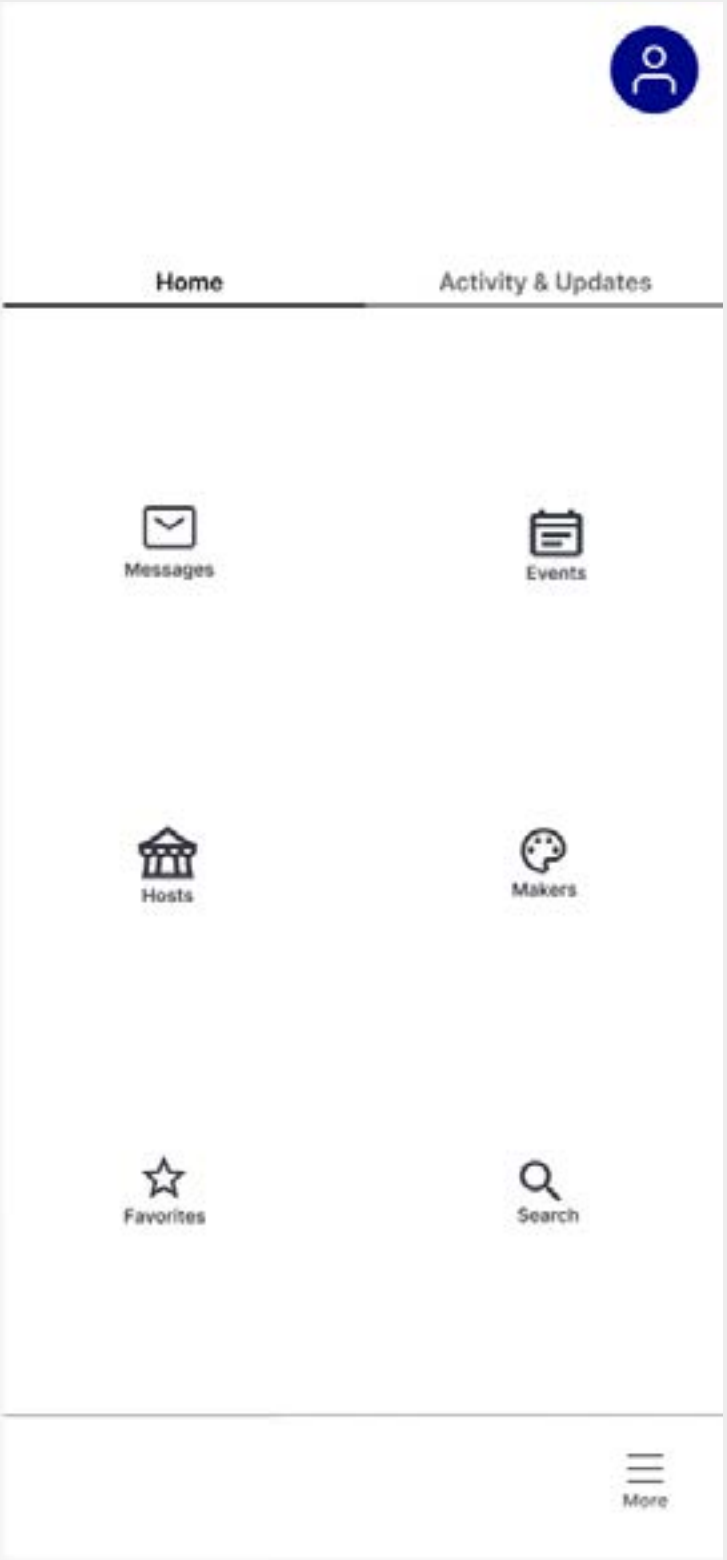 Home
Activity & Updates
Messages
Events
Hosts
Makers
Favorites
Search
More